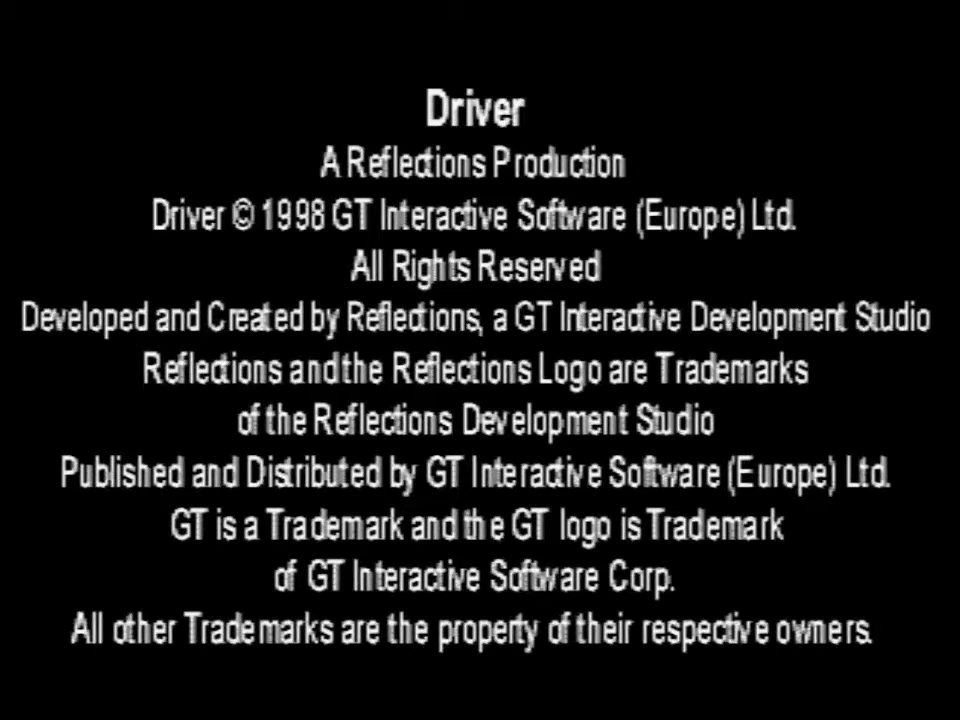 Driver
A Reflections Production
Driver © 1998 GT Interactive Software (Europe) Ltd.
All Rights Reserved
Developed and Created by Reflections, a GT Interactive Development Studio
Reflections and the Reflections Logo are Trademarks
of the Reflections Development Studio
Published and Distributed by GT Interactive Software (Europe) Ltd.
GT is a Trademark and the GT logo is Trademark
of GT Interactive Software Corp.
All other Trademarks are the property of their respective owners.